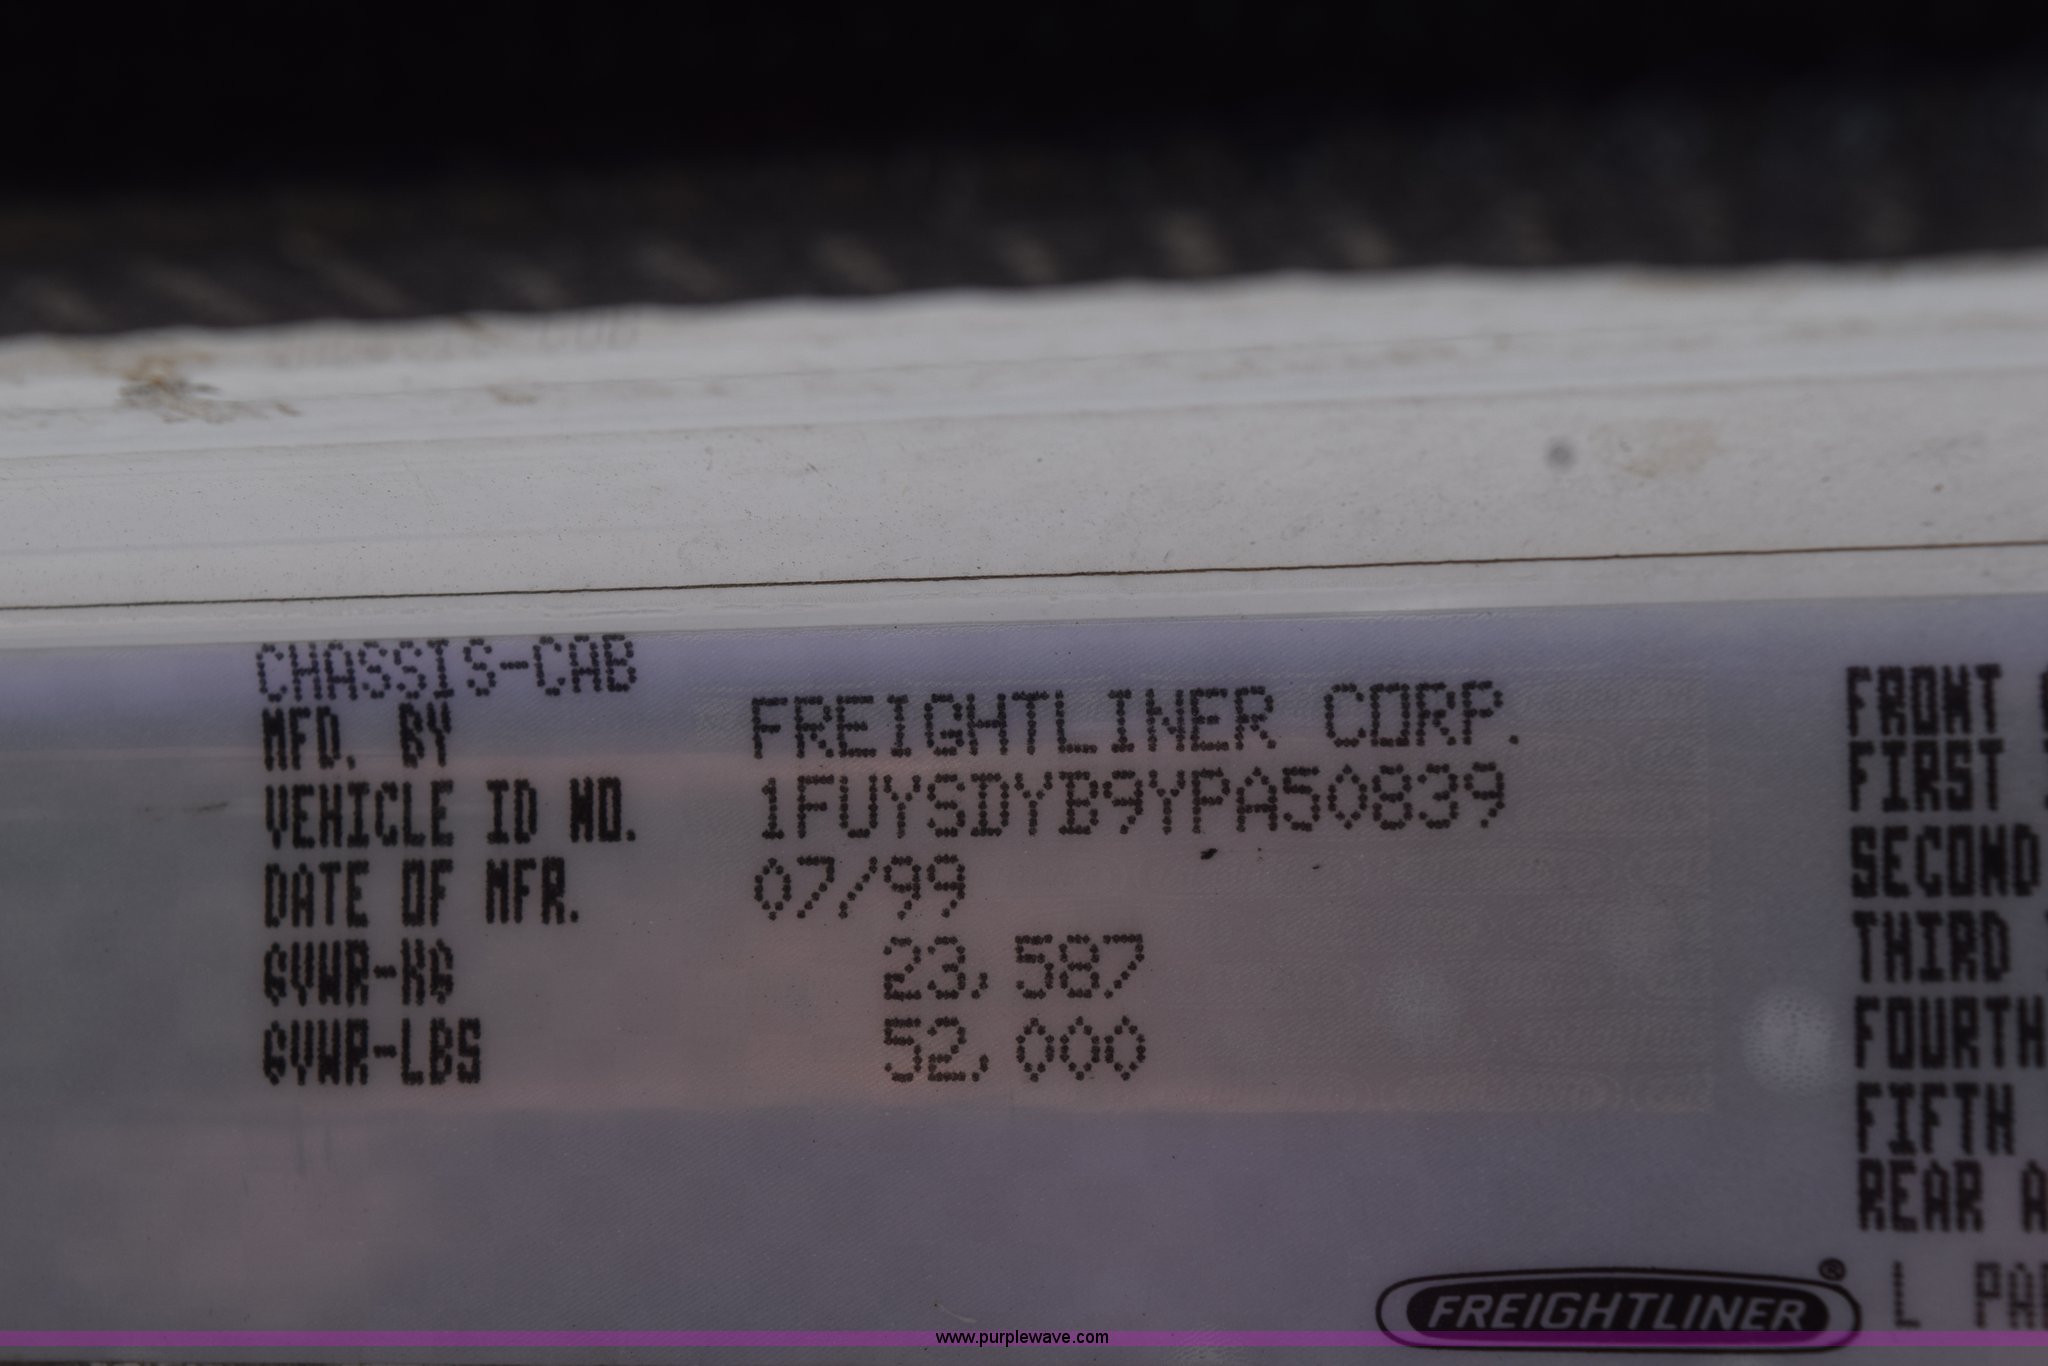 CHASSIS-CAB
MFD. BY FREIGHTLINER CORP.
VEHICLE ID NO. 1FUYSDYB9YPA50839
DATE OF MFR. 07/99
GVWR-KG 23,587
GVWR-LBS 52,000
FRONT
FIRST
SECOND
THIRD
FOURTH
FIFTH
REAR
FREIGHTLINER®
www.purplewave.com